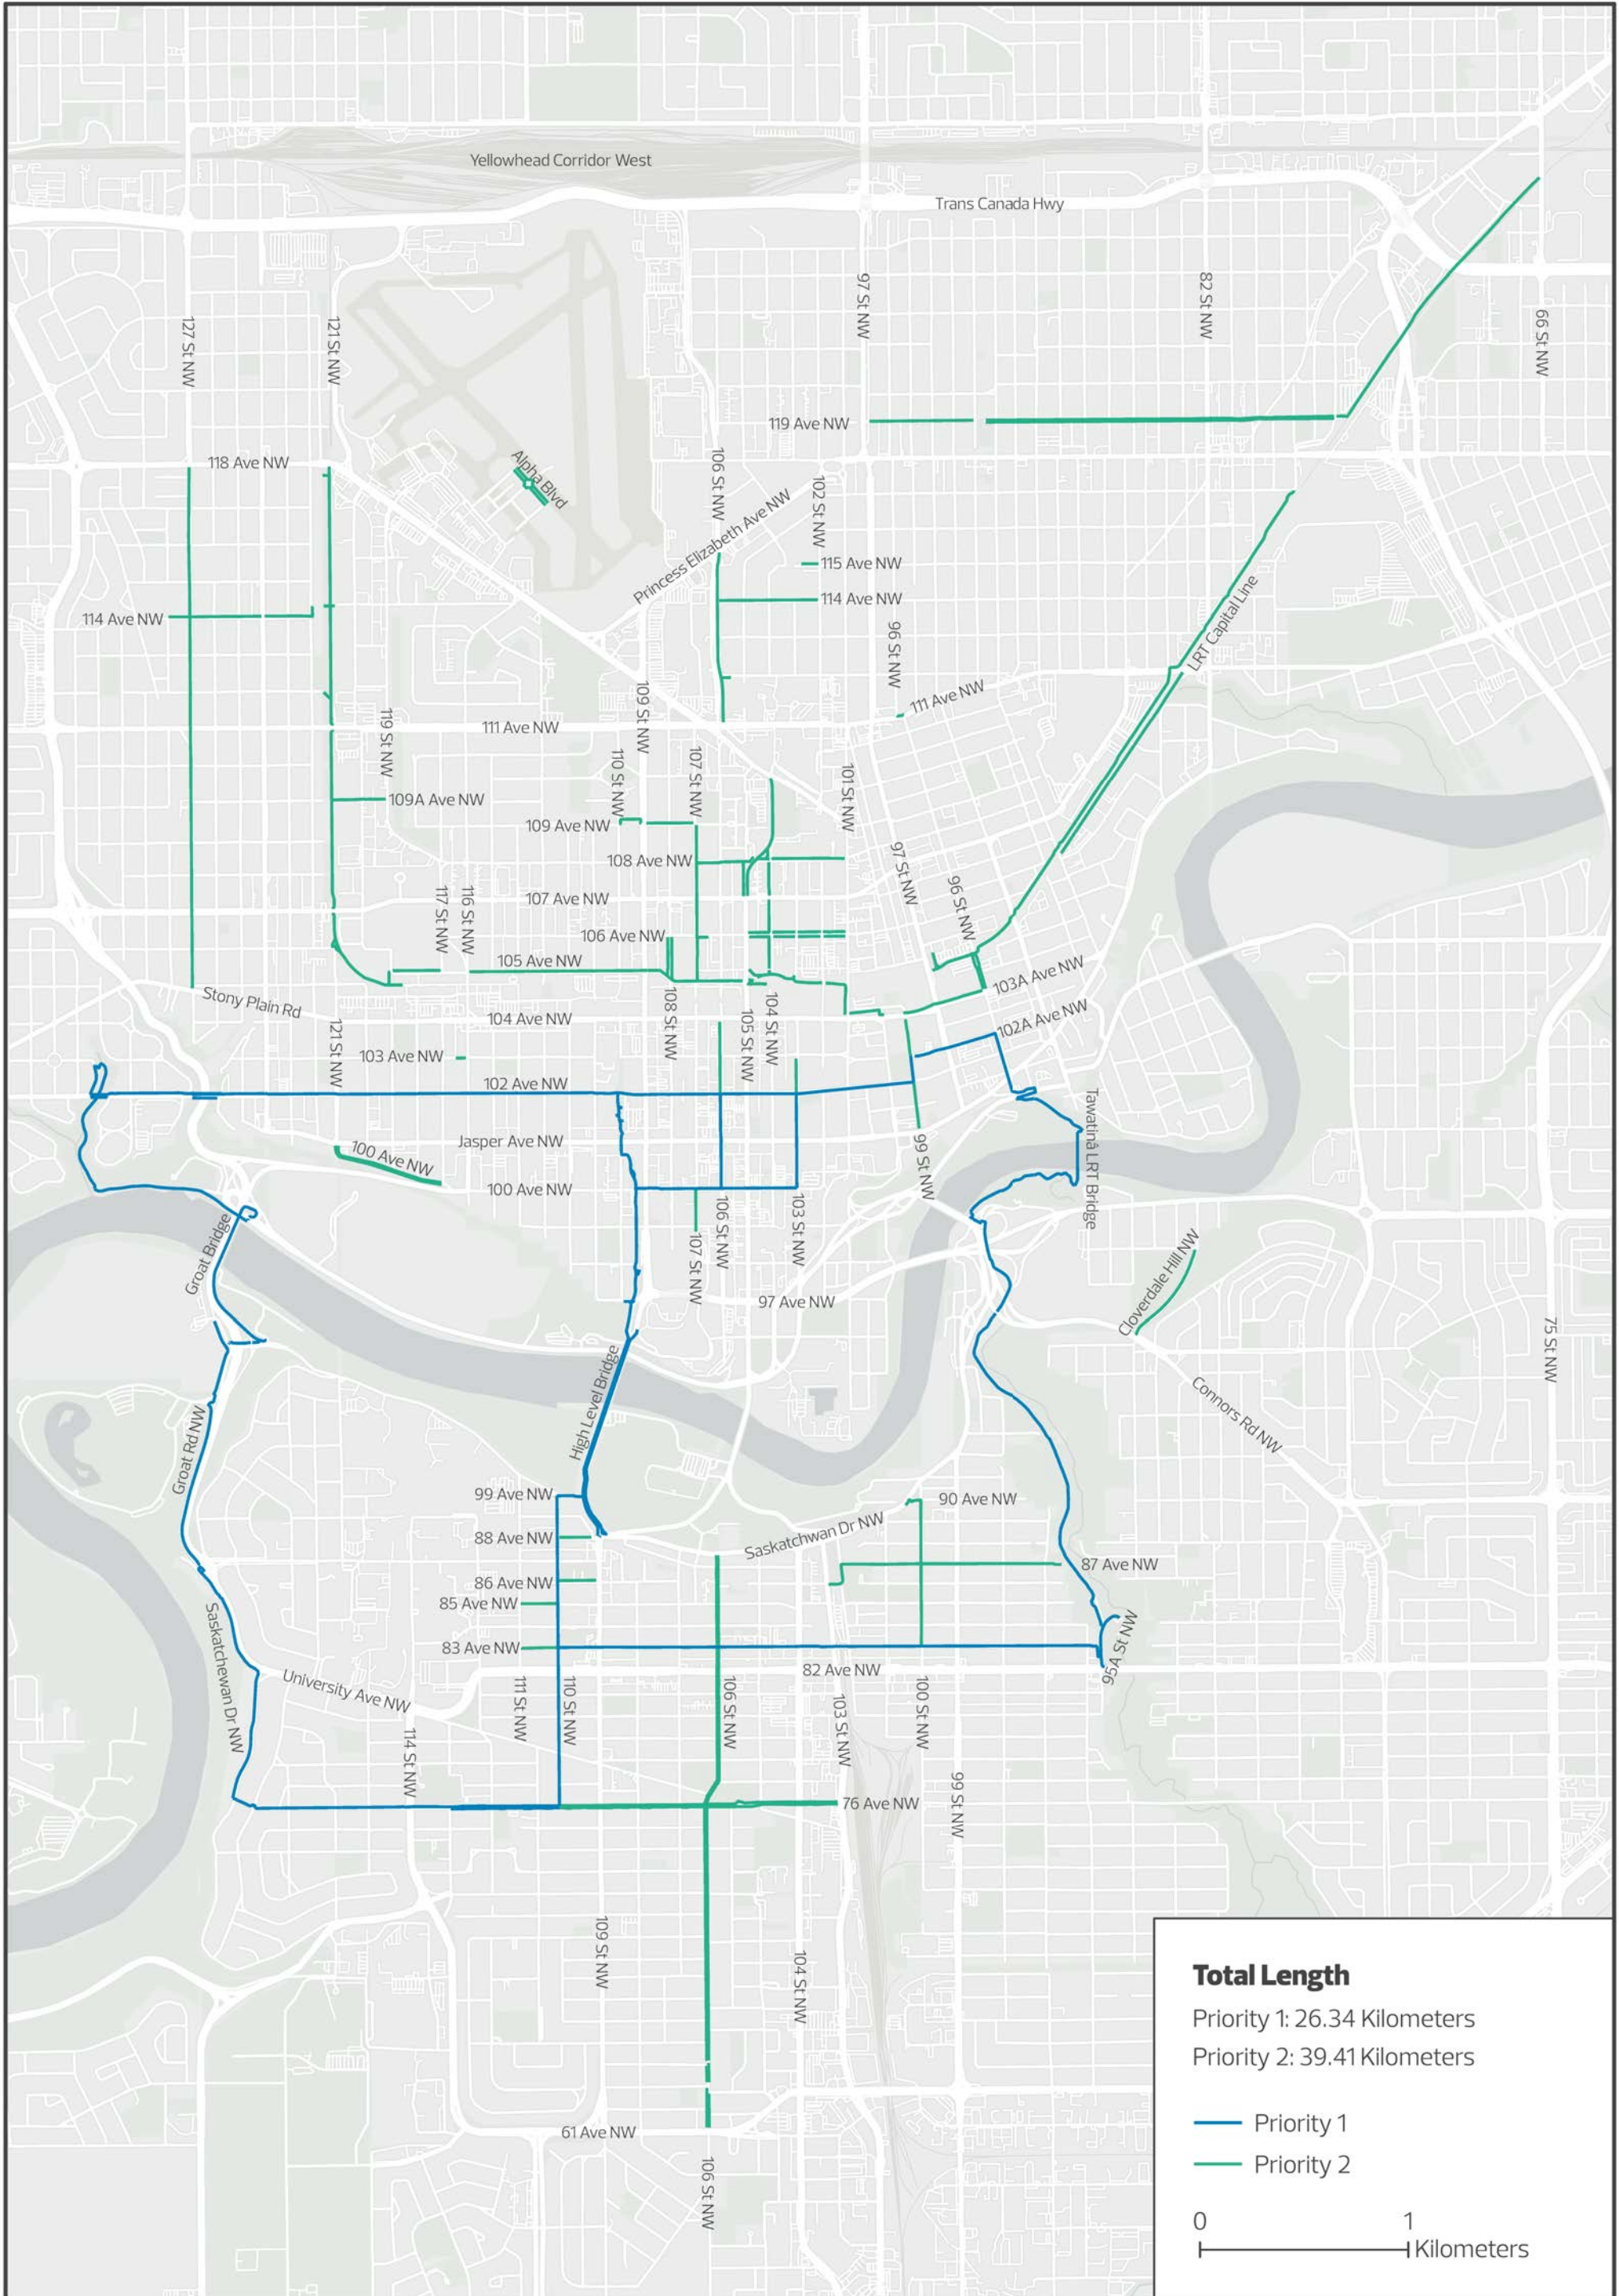 Yellowhead Corridor West
Trans Canada Hwy
97 St NW
82 St NW
66 St NW
127 St NW
121 St NW
119 Ave NW
118 Ave NW
Alpha Blvd
106 St NW
Princess Elizabeth Ave NW
102 St NW
115 Ave NW
114 Ave NW
114 Ave NW
LRT Capital Line
96 St NW
109 St NW
111 Ave NW
119 St NW
111 Ave NW
110 St NW
107 St NW
101 St NW
109A Ave NW
109 Ave NW
108 Ave NW
97 St NW
96 St NW
117 St NW
116 St NW
107 Ave NW
106 Ave NW
105 Ave NW
103A Ave NW
Stony Plain Rd
108 St NW
104 St NW
105 St NW
102A Ave NW
104 Ave NW
121 St NW
103 Ave NW
102 Ave NW
Tawatinâ LRT Bridge
Jasper Ave NW
99 St NW
100 Ave NW
100 Ave NW
106 St NW
103 St NW
Groat Bridge
107 St NW
Cloverdale Hill NW
97 Ave NW
75 St NW
High Level Bridge
Connors Rd NW
Groat Rd NW
99 Ave NW
90 Ave NW
Saskatchwan Dr NW
88 Ave NW
87 Ave NW
86 Ave NW
85 Ave NW
Saskatchewan Dr NW
95A St NW
83 Ave NW
82 Ave NW
University Ave NW
111 St NW
110 St NW
106 St NW
103 St NW
100 St NW
114 St NW
99 St NW
76 Ave NW
109 St NW
104 St NW
61 Ave NW
106 St NW
Total Length
Priority 1: 26.34 Kilometers
Priority 2: 39.41 Kilometers
Priority 1
Priority 2
0 1
Kilometers